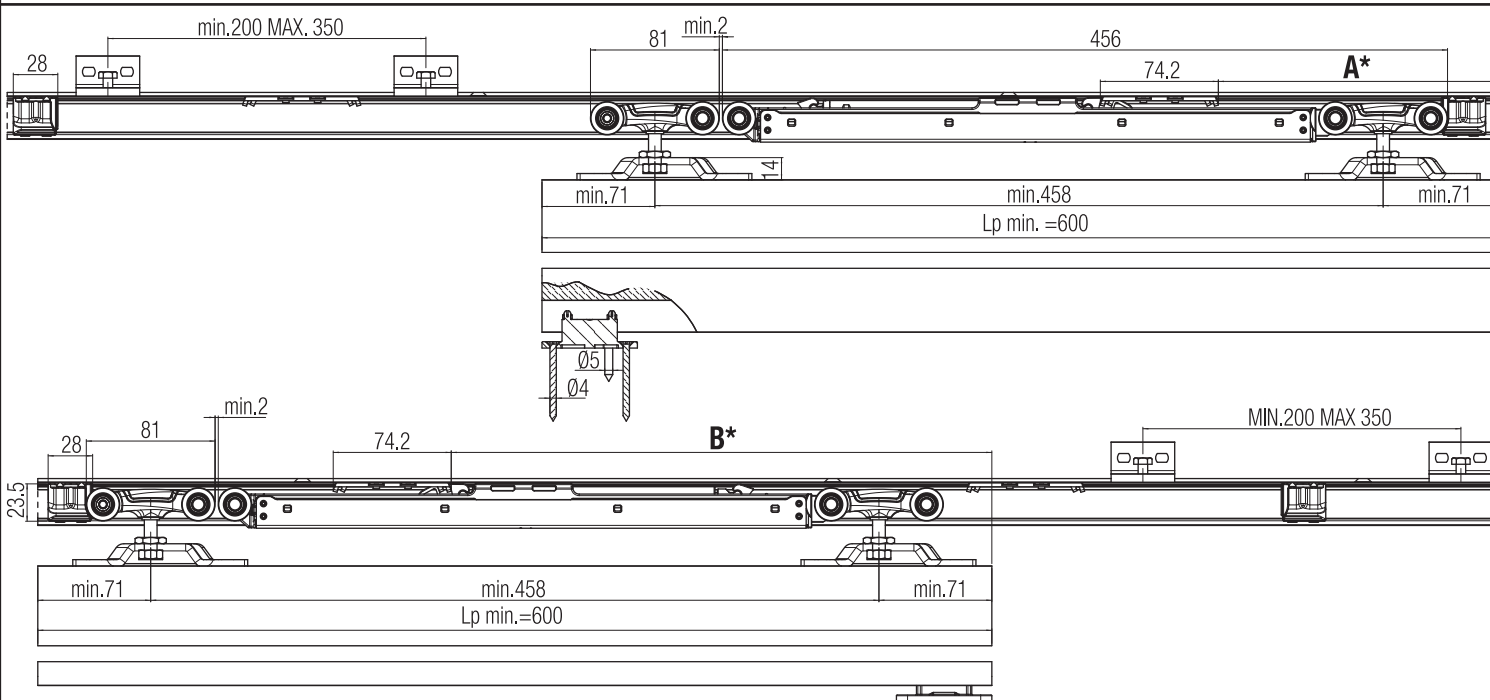 min.200 MAX. 350
81
min.2
456
28
74.2
A*
14
min.71
min.458
min.71
Lp min. =600
Ø5
Ø4
min.2
MIN.200 MAX 350
81
28
74.2
B*
23.5
min.71
min.458
min.71
Lp min.=600